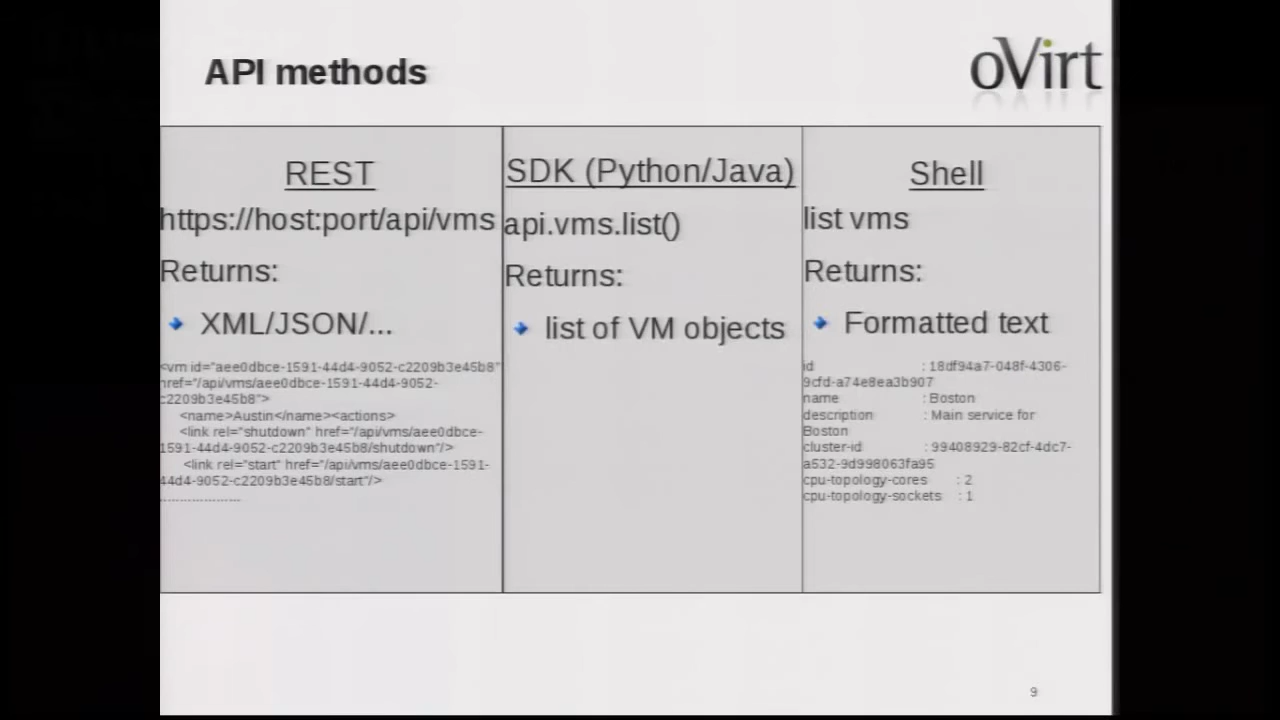 API methods
oVirt
REST
https://host:port/api/vms
Returns:
XML/JSON/...
<vm id="aee0dbce-1591-44d4-9052-c2209b3e45b8"
href="/api/vms/aee0dbce-1591-44d4-9052-
c2209b3e45b8">
<name>Austin</name><actions>
<link rel="shutdown" href="/api/vms/aee0dbce-
1591-44d4-9052-c2209b3e45b8/shutdown"/>
<link rel="start" href="/api/vms/aee0dbce-1591-
44d4-9052-c2209b3e45b8/start"/>
.....................
SDK (Python/Java)
api.vms.list()
Returns:
list of VM objects
Shell
list vms
Returns:
Formatted text
id : 18df94a7-048f-4306-
9cfd-a74e8ea3b907
name : Boston
description : Main service for
Boston
cluster-id : 99408929-82cf-4dc7-
a532-9d998063fa95
cpu-topology-cores : 2
cpu-topology-sockets : 1
9